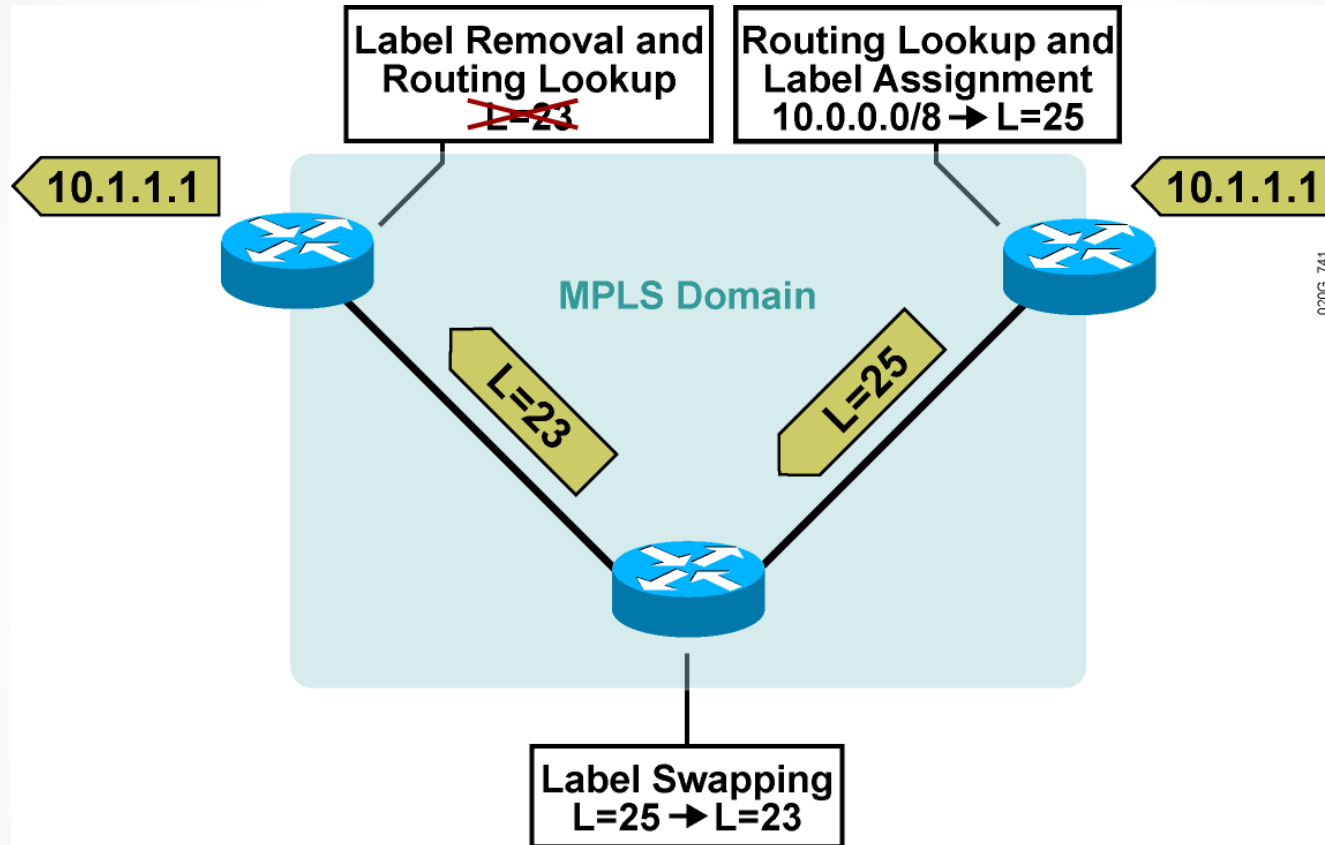 Label Removal and
Routing Lookup
L=23
Routing Lookup and
Label Assignment
10.0.0.0/8 → L=25
10.1.1.1
10.1.1.1
020G_741
MPLS Domain
L=23
L=25
Label Swapping
L=25 → L=23